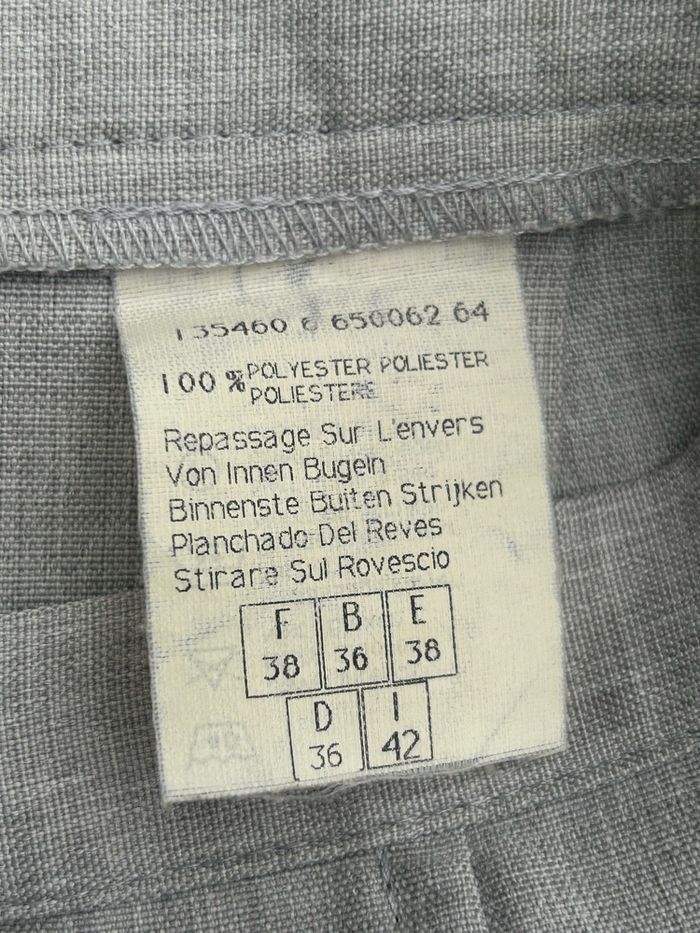 135460 6 650062 64
100 % POLYESTER POLIESTER
POLIESTERE
Repassage Sur L'envers
Von Innen Bugeln
Binnenste Buiten Strijken
Planchado Del Reves
Stirare Sul Rovescio
F B E
38 36 38
D I
36 42